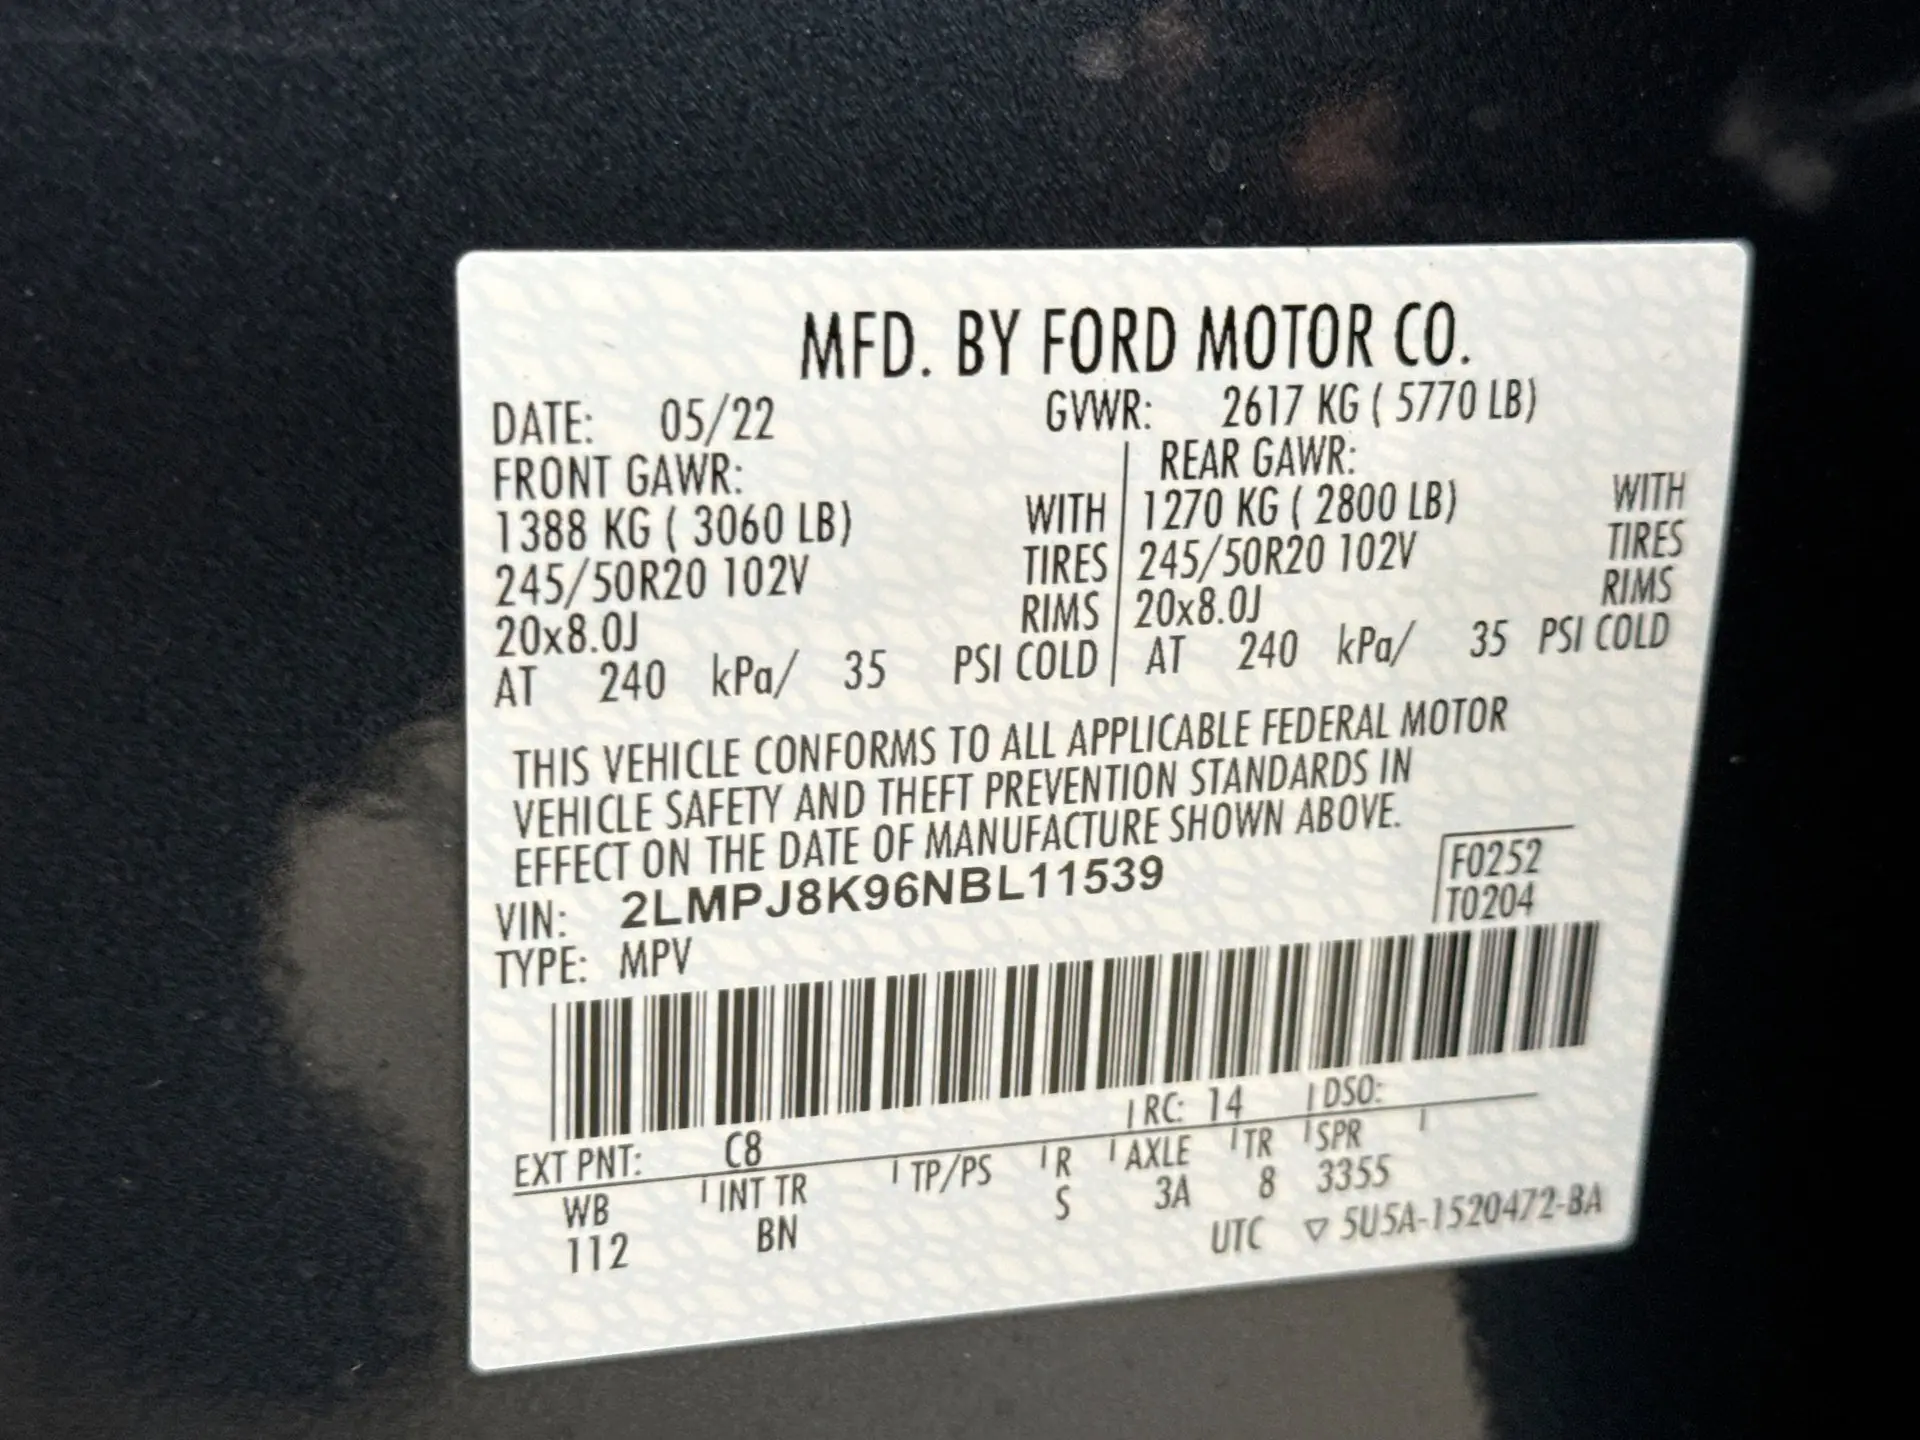 MFD. BY FORD MOTOR CO.
DATE: 05/22 GVWR: 2617 KG ( 5770 LB)
FRONT GAWR: REAR GAWR:
1388 KG ( 3060 LB) WITH 1270 KG ( 2800 LB) WITH
245/50R20 102V TIRES 245/50R20 102V TIRES
20x8.0J RIMS 20x8.0J RIMS
AT 240 kPa/ 35 PSI COLD AT 240 kPa/ 35 PSI COLD
THIS VEHICLE CONFORMS TO ALL APPLICABLE FEDERAL MOTOR
VEHICLE SAFETY AND THEFT PREVENTION STANDARDS IN
EFFECT ON THE DATE OF MANUFACTURE SHOWN ABOVE.
VIN: 2LMPJ8K96NBL11539 F0252
TYPE: MPV T0204
EXT PNT: C8 RC: 14 DSO:
WB INT TR TP/PS R AXLE TR SPR
112 BN S 3A 8 3355
UTC ▽ 5U5A-1520472-BA